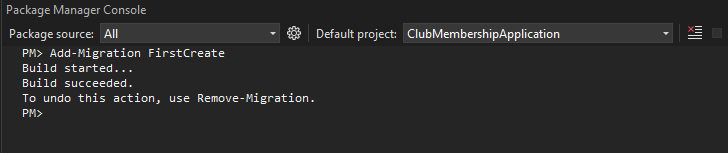 Package Manager Console
Package source: All Default project: ClubMembershipApplication
PM> Add-Migration FirstCreate
Build started...
Build succeeded.
To undo this action, use Remove-Migration.
PM>